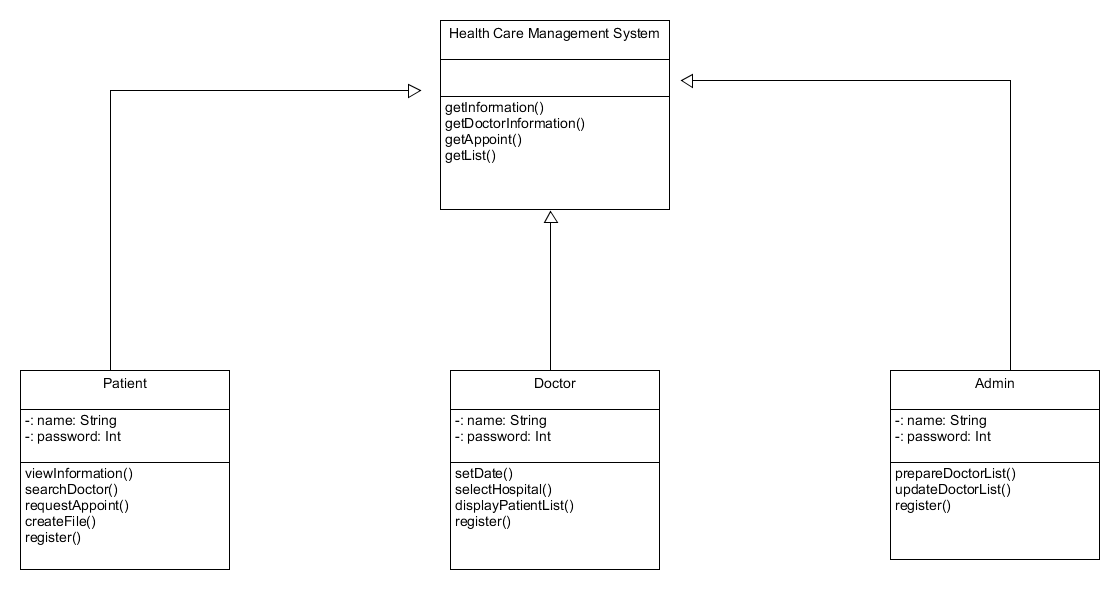 Health Care Management System
getInformation()
getDoctorInformation()
getAppoint()
getList()
Patient
-: name: String
-: password: Int
viewInformation()
searchDoctor()
requestAppoint()
createFile()
register()
Doctor
-: name: String
-: password: Int
setDate()
selectHospital()
displayPatientList()
register()
Admin
-: name: String
-: password: Int
prepareDoctorList()
updateDoctorList()
register()